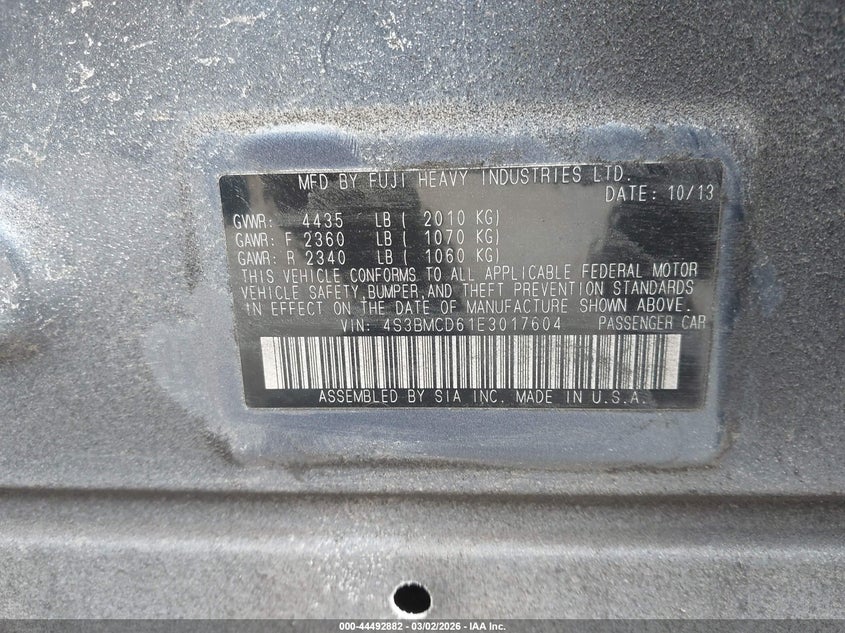 MFD BY FUJI HEAVY INDUSTRIES LTD.
DATE: 10/13
GVWR: 4435 LB ( 2010 KG)
GAWR: F 2360 LB ( 1070 KG)
GAWR: R 2340 LB ( 1060 KG)
THIS VEHICLE CONFORMS TO ALL APPLICABLE FEDERAL MOTOR
VEHICLE SAFETY, BUMPER, AND THEFT PREVENTION STANDARDS
IN EFFECT ON THE DATE OF MANUFACTURE SHOWN ABOVE.
VIN: 4S3BMCD61E3017604 PASSENGER CAR
ASSEMBLED BY SIA INC. MADE IN U.S.A.
000-44492882 - 03/02/2026 - IAA Inc.